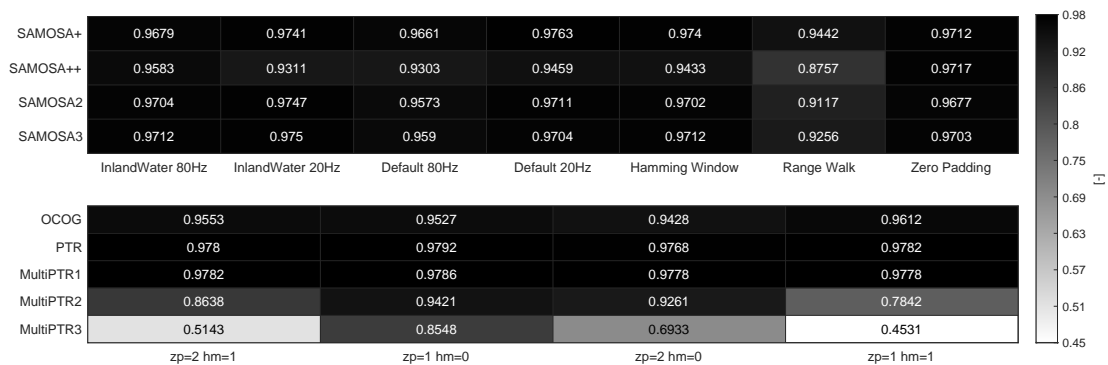 SAMOSA+ 0.9679 0.9741 0.9661 0.9763 0.974 0.9442 0.9712
SAMOSA++ 0.9583 0.9311 0.9303 0.9459 0.9433 0.8757 0.9717
SAMOSA2 0.9704 0.9747 0.9573 0.9711 0.9702 0.9117 0.9677
SAMOSA3 0.9712 0.975 0.959 0.9704 0.9712 0.9256 0.9703
InlandWater 80Hz InlandWater 20Hz Default 80Hz Default 20Hz Hamming Window Range Walk Zero Padding
OCOG 0.9553 0.9527 0.9428 0.9612
PTR 0.978 0.9792 0.9768 0.9782
MultiPTR1 0.9782 0.9786 0.9778 0.9778
MultiPTR2 0.8638 0.9421 0.9261 0.7842
MultiPTR3 0.5143 0.8548 0.6933 0.4531
zp=2 hm=1 zp=1 hm=0 zp=2 hm=0 zp=1 hm=1
0.98
0.92
0.86
0.8
0.75
0.69
0.63
0.57
0.51
0.45
[-]